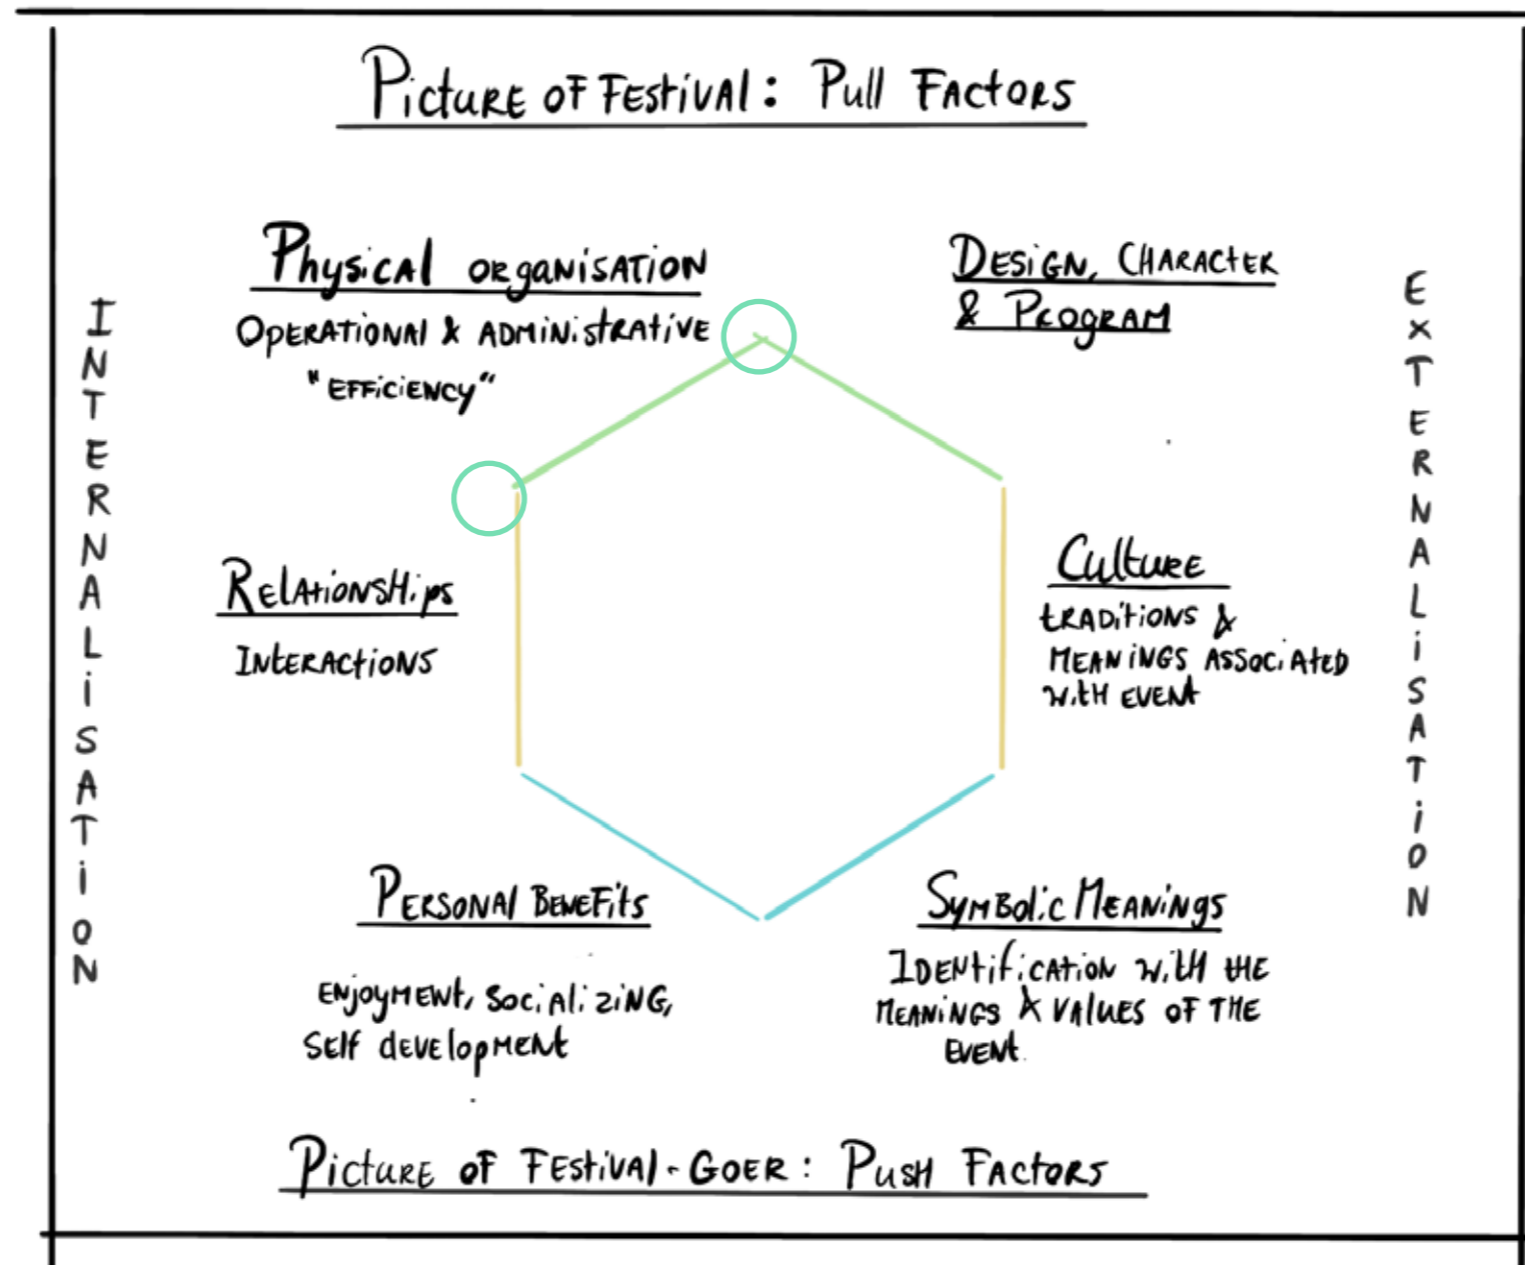 Picture of Festival: Pull Factors
Physical organisation
Operational & administrative
"Efficiency"
Design, Character
& Program
INTERNALISATION
EXTERNALISATION
Relationships
Interactions
Culture
traditions &
meanings associated
with event
Personal Benefits
Enjoyment, socializing,
self development
Symbolic Meanings
Identification with the
meanings & values of the
event.
Picture of Festival-Goer: Push Factors